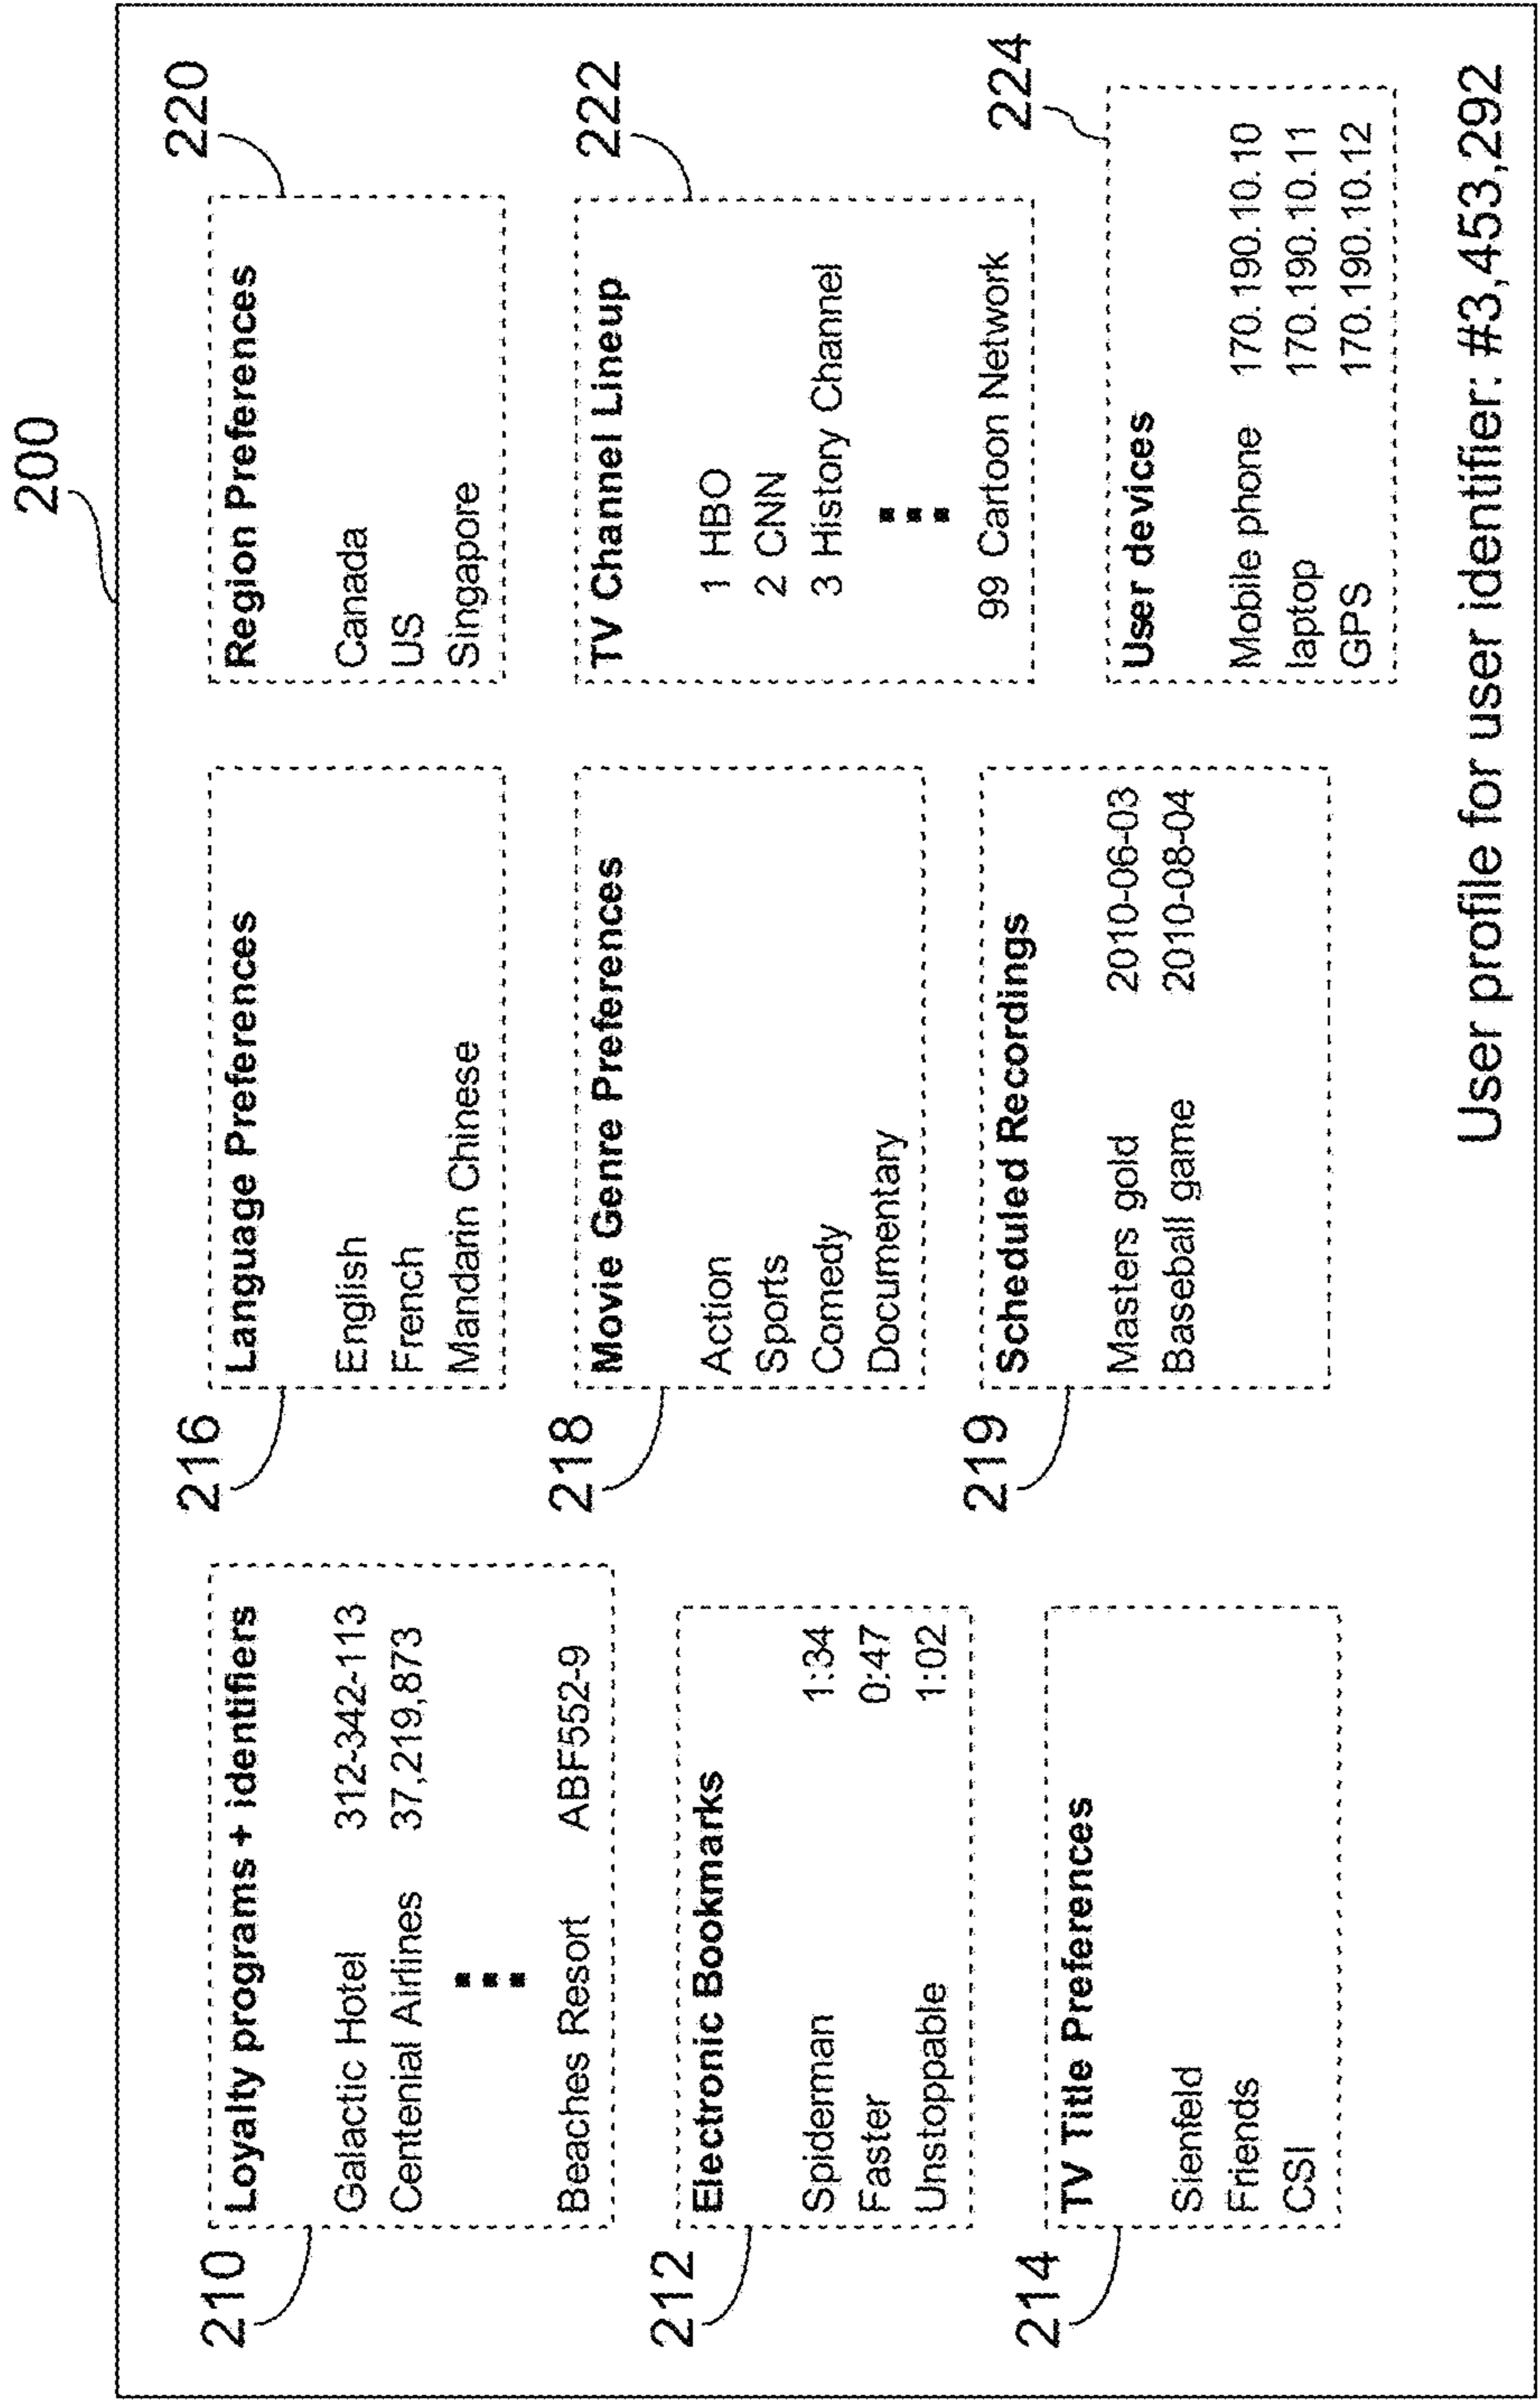 200
210
Loyalty programs + identifiers
Galactic Hotel 312-342-113
Centenial Airlines 37,219,873
Beaches Resort ABF552-9
212
Electronic Bookmarks
Spiderman 1:34
Faster 0:47
Unstoppable 1:02
214
TV Title Preferences
Sienfeld
Friends
CSI
216
Language Preferences
English
French
Mandarin Chinese
218
Movie Genre Preferences
Action
Sports
Comedy
Documentary
219
Scheduled Recordings
Masters gold 2010-06-03
Baseball game 2010-08-04
220
Region Preferences
Canada
US
Singapore
222
TV Channel Lineup
1 HBO
2 CNN
3 History Channel
99 Cartoon Network
224
User devices
Mobile phone 170.190.10.10
laptop 170.190.10.11
GPS 170.190.10.12
User profile for user identifier: #3,453,292